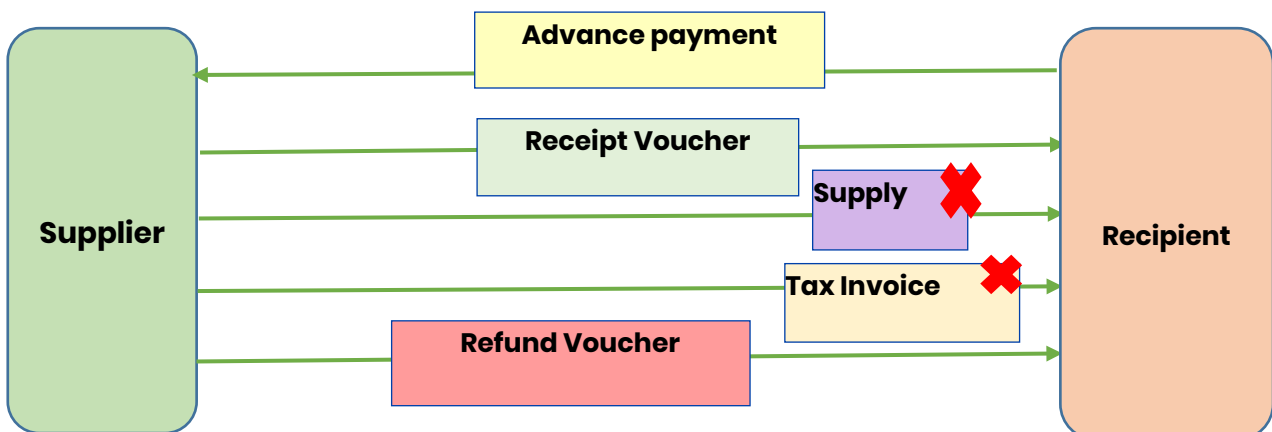 Advance payment
Receipt Voucher
Supply
Supplier
Recipient
Tax Invoice
Refund Voucher